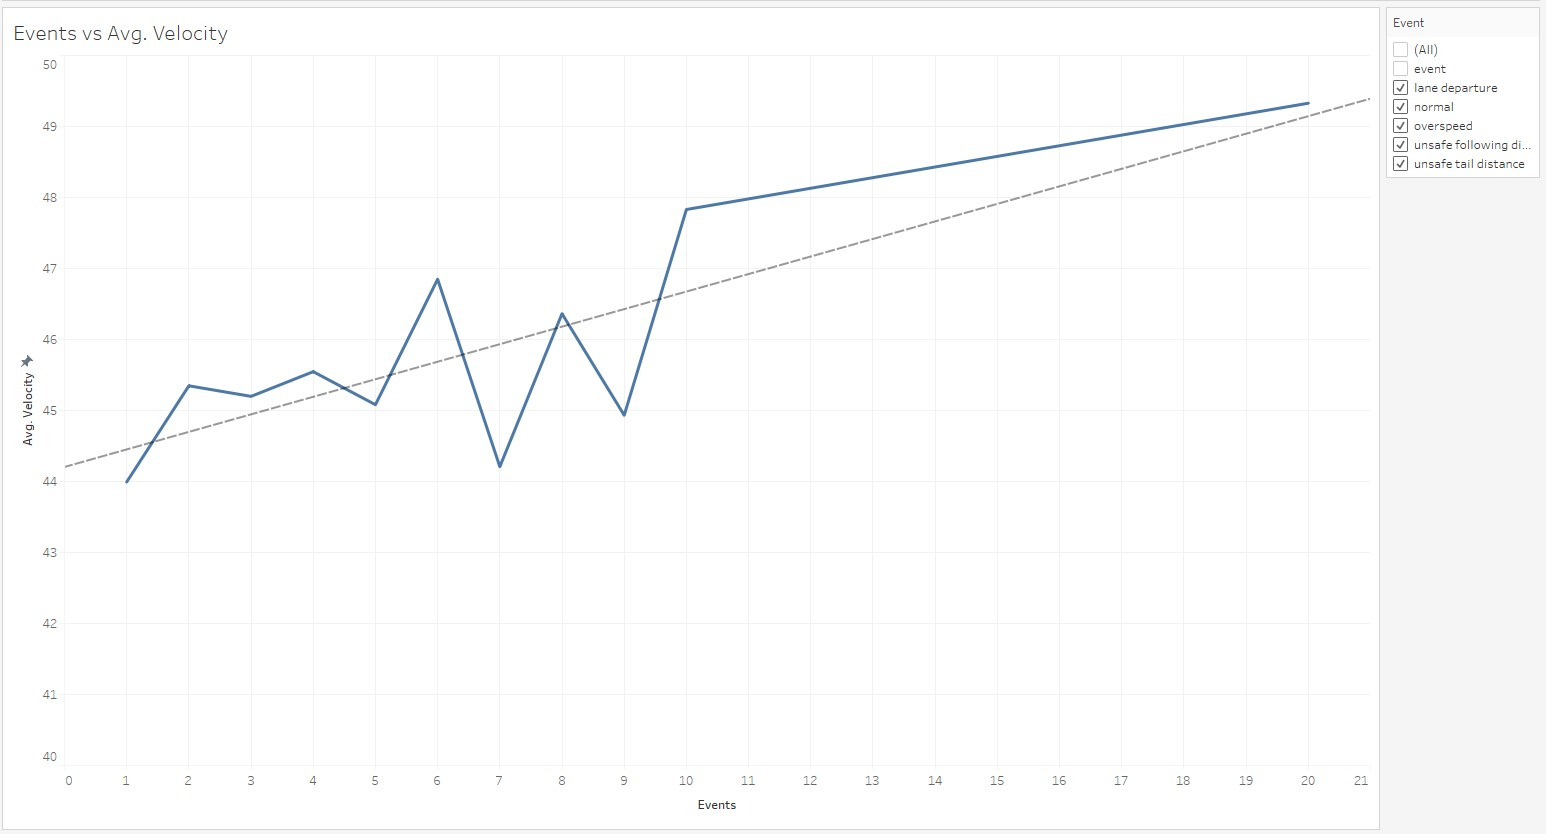 Events vs Avg. Velocity
50
49
48
47
46
45
44
43
42
41
40
Avg. Velocity
0 1 2 3 4 5 6 7 8 9 10 11 12 13 14 15 16 17 18 19 20 21
Events
Event
(All)
event
lane departure
normal
overspeed
unsafe following di...
unsafe tail distance